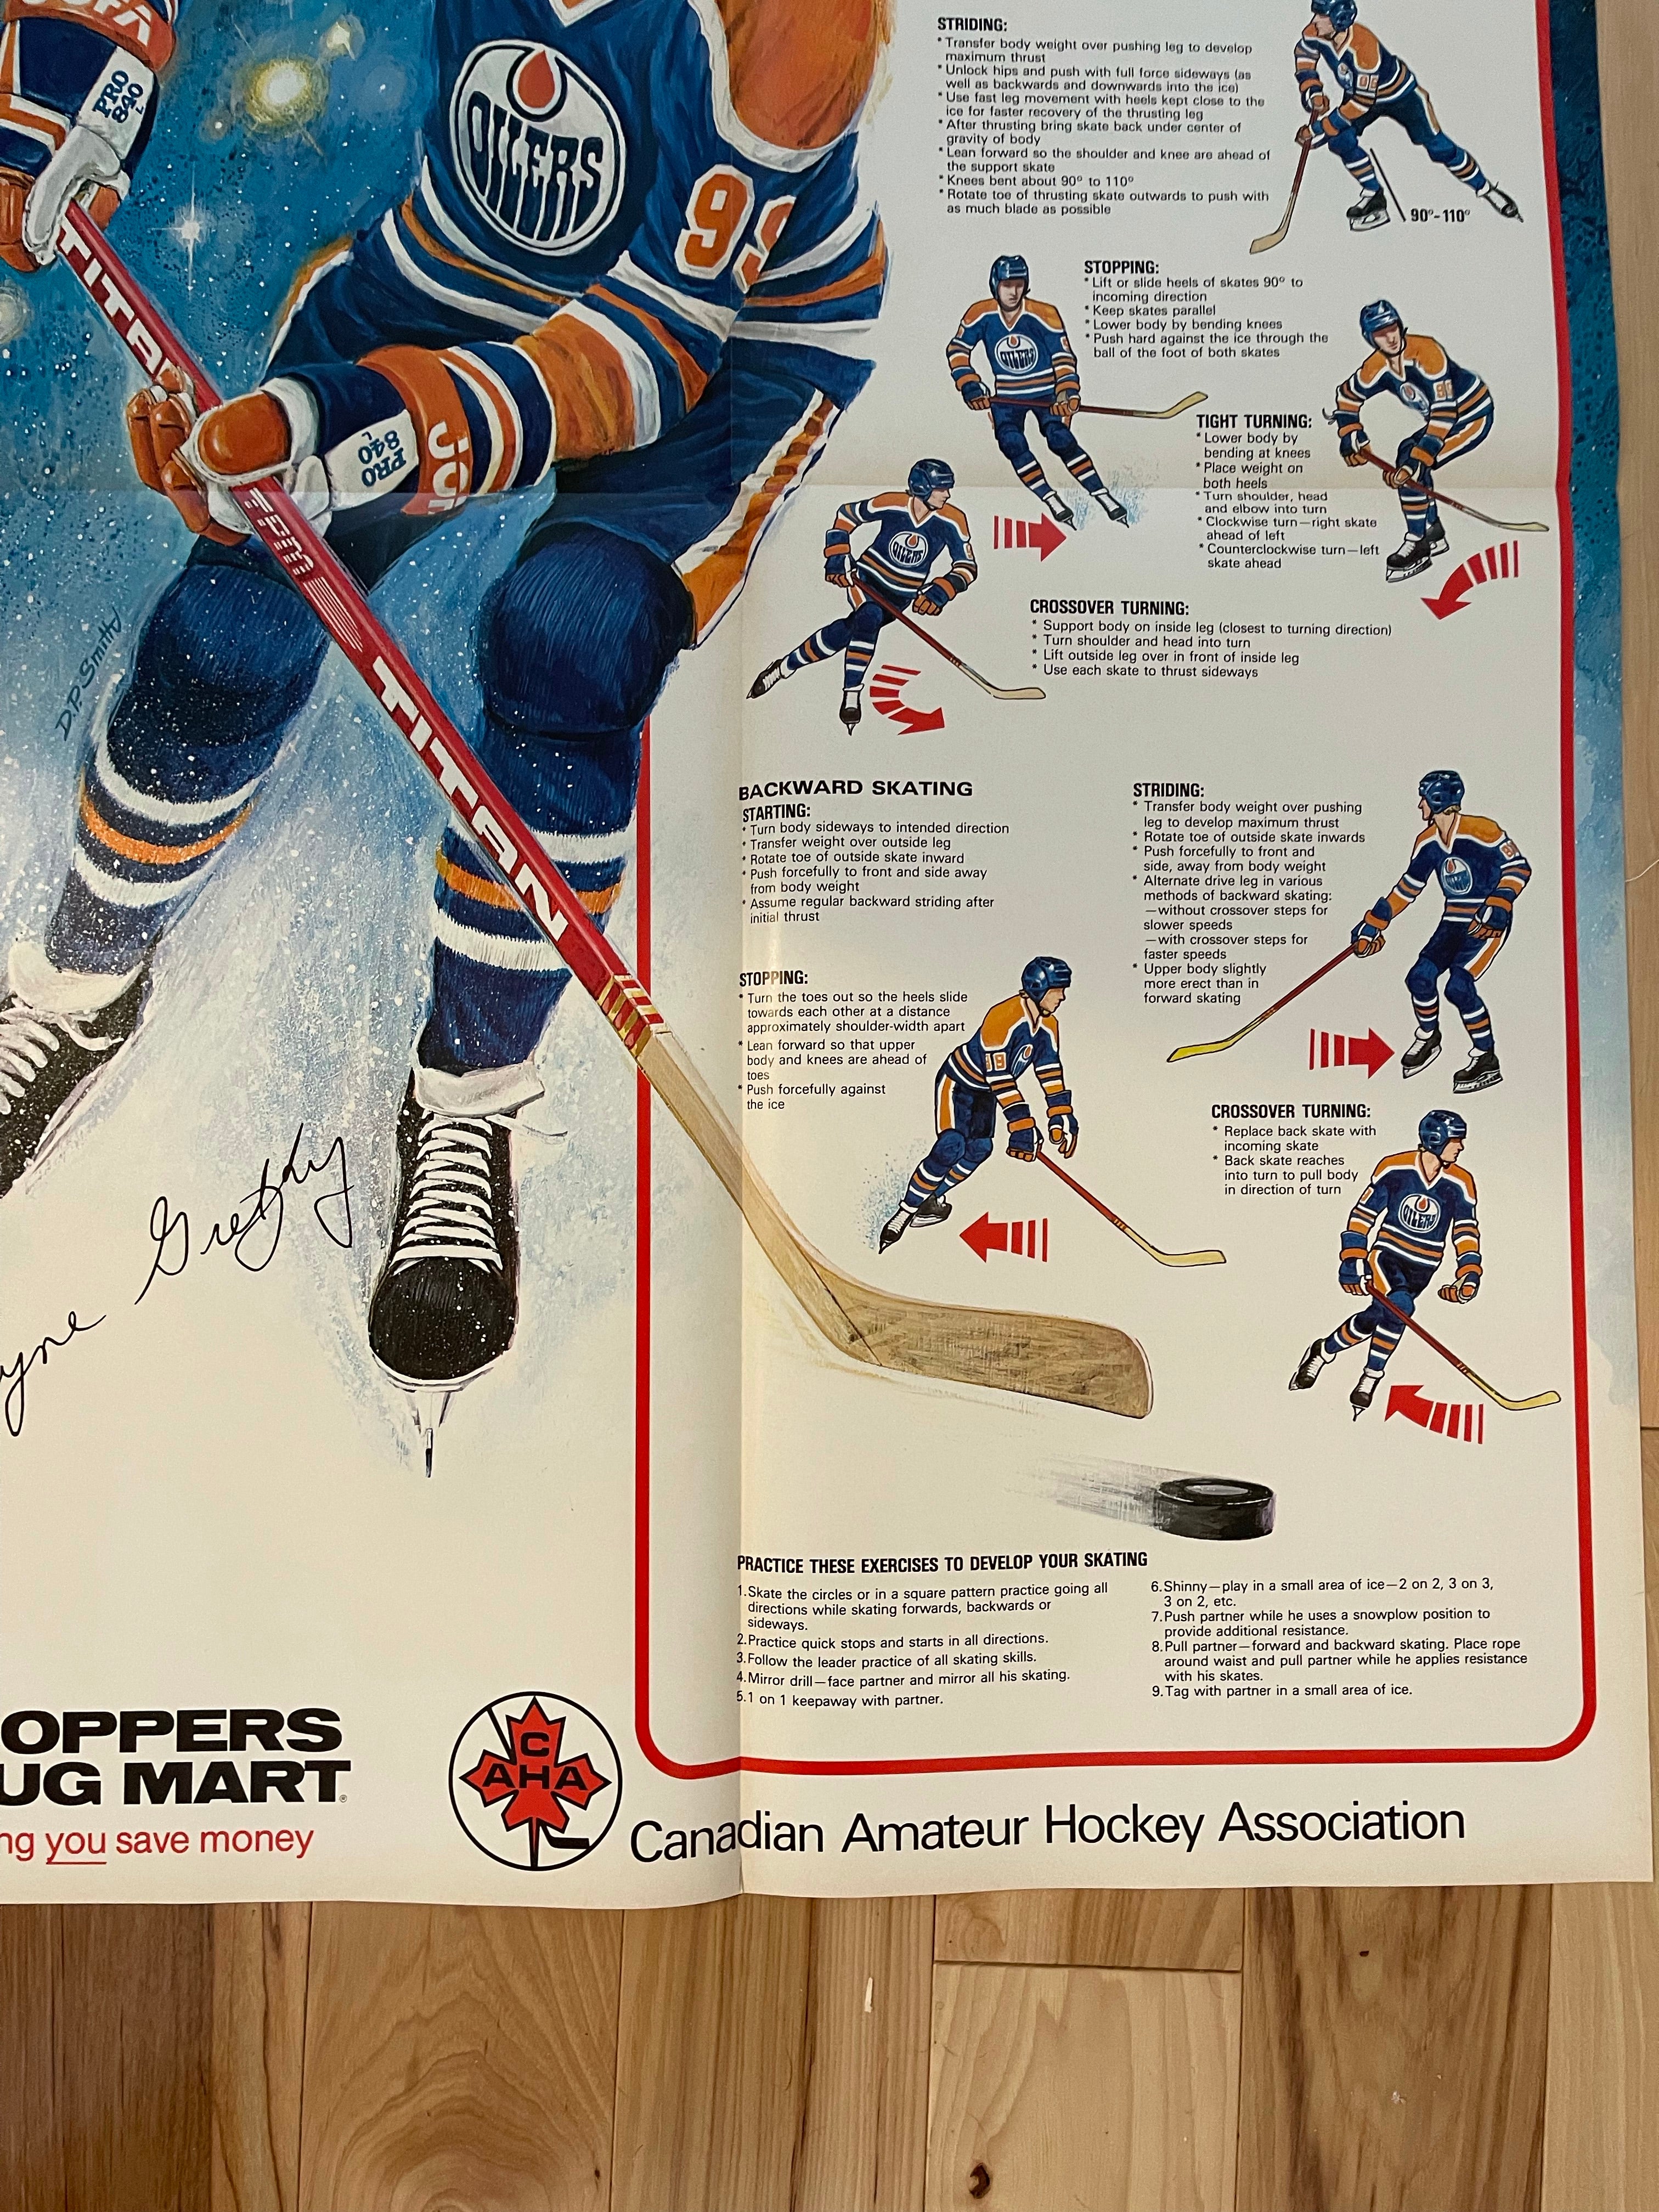 OFA
PRO
840
L
TITAN
OILERS
99
PRO
840
L
JOF
TPM
TITAN
D.P. Smith
STRIDING:
* Transfer body weight over pushing leg to develop
maximum thrust
* Unlock hips and push with full force sideways (as
well as backwards and downwards into the ice)
* Use fast leg movement with heels kept close to the
ice for faster recovery of the thrusting leg
* After thrusting bring skate back under center of
gravity of body
* Lean forward so the shoulder and knee are ahead of
the support skate
* Knees bent about 90° to 110°
* Rotate toe of thrusting skate outwards to push with
as much blade as possible
90°-110°
STOPPING:
* Lift or slide heels of skates 90° to
incoming direction
* Keep skates parallel
* Lower body by bending knees
* Push hard against the ice through the
ball of the foot of both skates
OILERS
TIGHT TURNING:
* Lower body by
bending at knees
* Place weight on
both heels
* Turn shoulder, head
and elbow into turn
* Clockwise turn—right skate
ahead of left
* Counterclockwise turn—left
skate ahead
OILERS
CROSSOVER TURNING:
* Support body on inside leg (closest to turning direction)
* Turn shoulder and head into turn
* Lift outside leg over in front of inside leg
* Use each skate to thrust sideways
BACKWARD SKATING
STARTING:
* Turn body sideways to intended direction
* Transfer weight over outside leg
* Rotate toe of outside skate inward
* Push forcefully to front and side away
from body weight
* Assume regular backward striding after
initial thrust
STOPPING:
* Turn the toes out so the heels slide
towards each other at a distance
approximately shoulder-width apart
* Lean forward so that upper
body and knees are ahead of
toes
* Push forcefully against
the ice
STRIDING:
* Transfer body weight over pushing
leg to develop maximum thrust
* Rotate toe of outside skate inwards
* Push forcefully to front and
side, away from body weight
* Alternate drive leg in various
methods of backward skating:
—without crossover steps for
slower speeds
—with crossover steps for
faster speeds
* Upper body slightly
more erect than in
forward skating
CROSSOVER TURNING:
* Replace back skate with
incoming skate
* Back skate reaches
into turn to pull body
in direction of turn
OILERS
yne Gretzky
PRACTICE THESE EXERCISES TO DEVELOP YOUR SKATING
1. Skate the circles or in a square pattern practice going all
directions while skating forwards, backwards or
sideways.
2. Practice quick stops and starts in all directions.
3. Follow the leader practice of all skating skills.
4. Mirror drill—face partner and mirror all his skating.
5. 1 on 1 keepaway with partner.
6. Shinny—play in a small area of ice—2 on 2, 3 on 3,
3 on 2, etc.
7. Push partner while he uses a snowplow position to
provide additional resistance.
8. Pull partner—forward and backward skating. Place rope
around waist and pull partner while he applies resistance
with his skates.
9. Tag with partner in a small area of ice.
OPPERS
UG MART®
ng you save money
C
AHA
Canadian Amateur Hockey Association